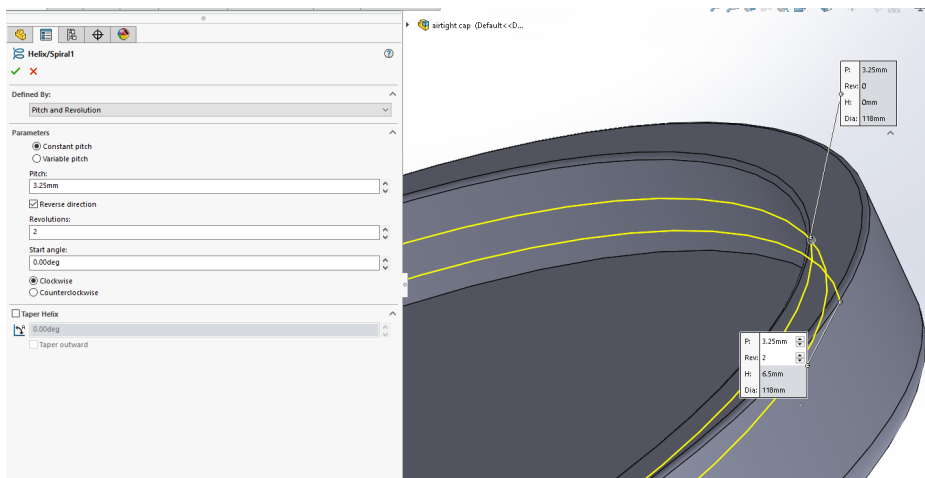 airtight cap (Default<<D...
Helix/Spiral1
Defined By:
Pitch and Revolution
Parameters
Constant pitch
Variable pitch
Pitch:
3.25mm
Reverse direction
Revolutions:
2
Start angle:
0.00deg
Clockwise
Counterclockwise
Taper Helix
0.00deg
Taper outward
P: 3.25mm
Rev: 0
H: 0mm
Dia: 118mm
P: 3.25mm
Rev: 2
H: 6.5mm
Dia: 118mm